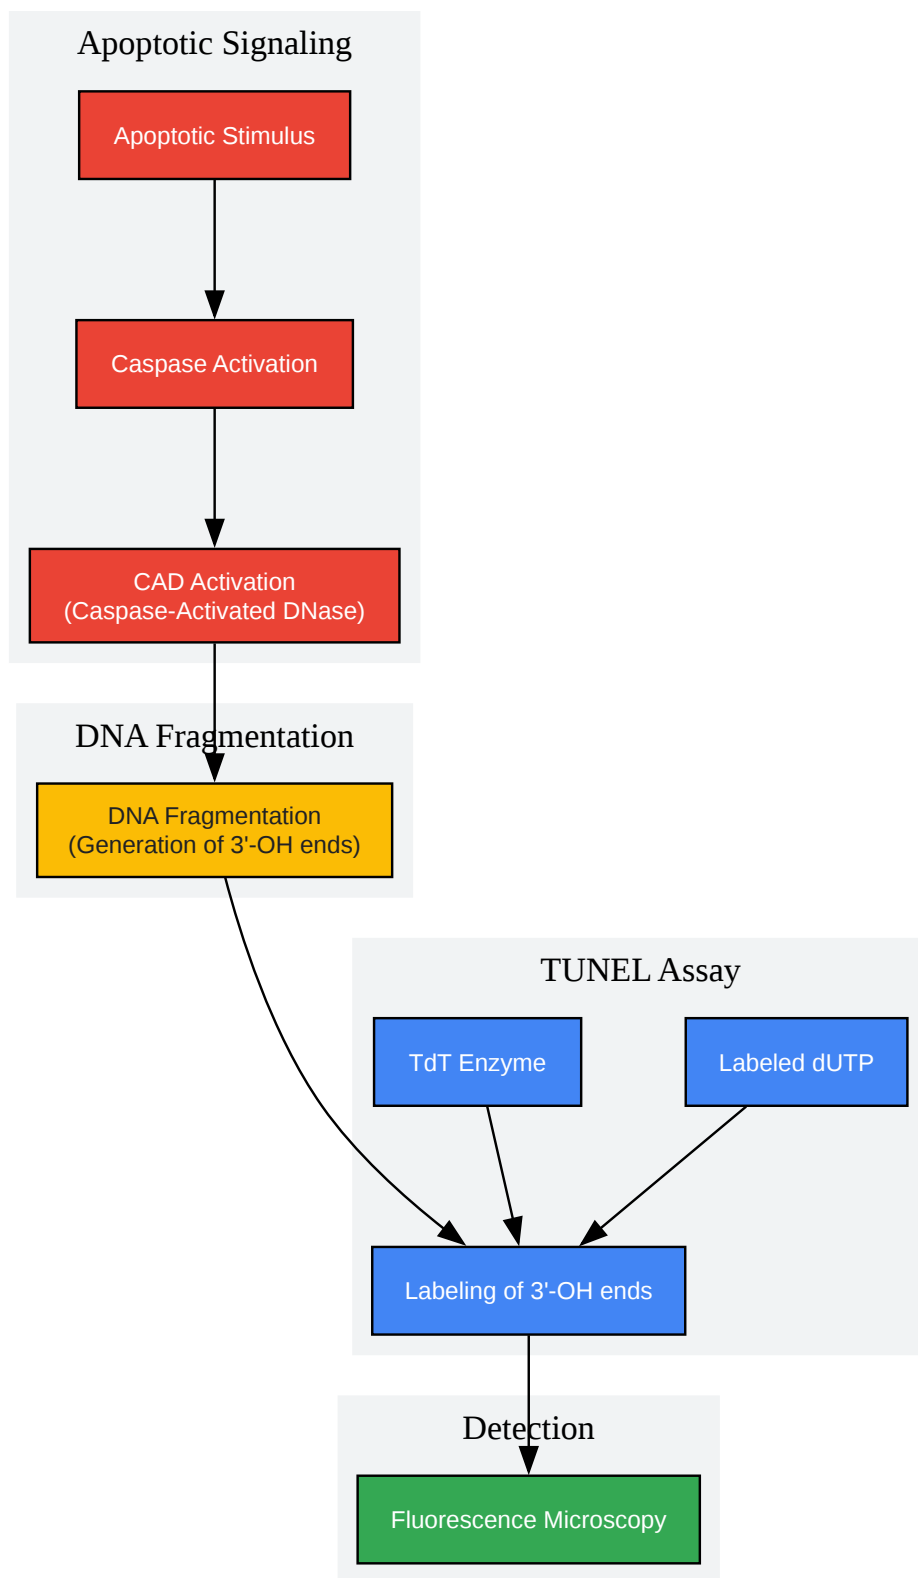 Apoptotic Signaling
Apoptotic Stimulus
Caspase Activation
CAD Activation
(Caspase-Activated DNase)
DNA Fragmentation
DNA Fragmentation
(Generation of 3'-OH ends)
TUNEL Assay
TdT Enzyme
Labeled dUTP
Labeling of 3'-OH ends
Detection
Fluorescence Microscopy